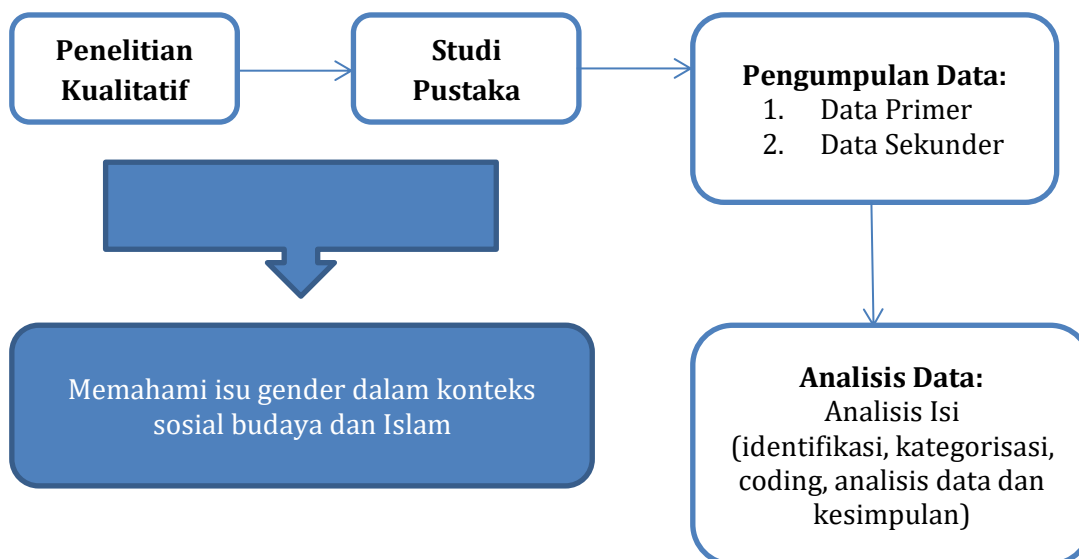 Penelitian
Kualitatif
Studi
Pustaka
Pengumpulan Data:
1. Data Primer
2. Data Sekunder
Memahami isu gender dalam konteks
sosial budaya dan Islam
Analisis Data:
Analisis Isi
(identifikasi, kategorisasi,
coding, analisis data dan
kesimpulan)